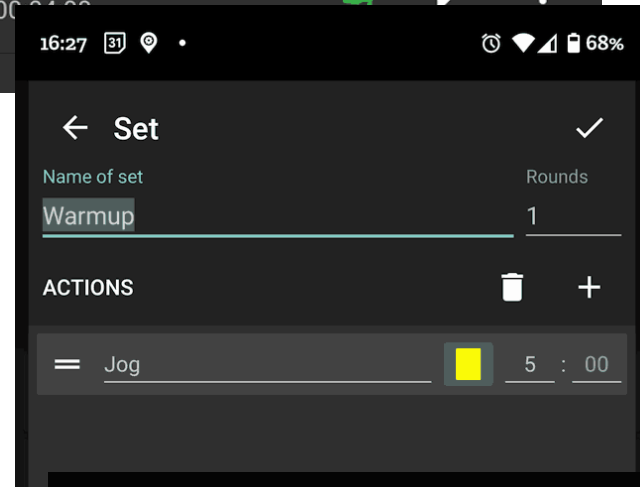 16:27 31 68%
Set
Name of set Rounds
Warmup 1
ACTIONS
Jog 5 : 00